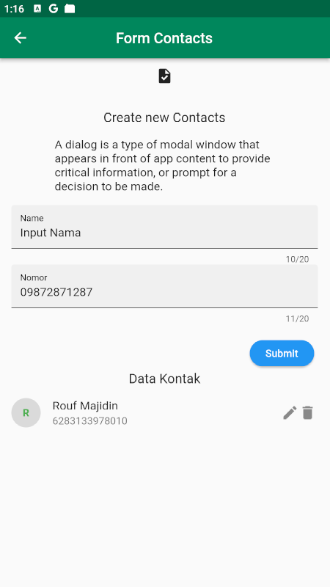 1:16
Form Contacts
Create new Contacts
A dialog is a type of modal window that
appears in front of app content to provide
critical information, or prompt for a
decision to be made.
Name
Input Nama
10/20
Nomor
09872871287
11/20
Submit
Data Kontak
R
Rouf Majidin
6283133978010